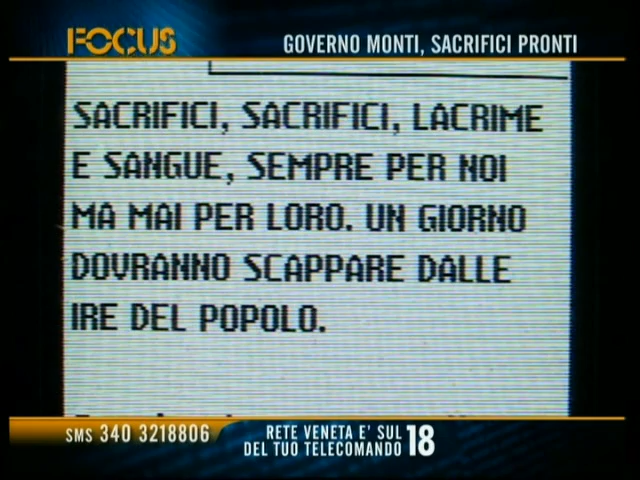 FOCUS
GOVERNO MONTI, SACRIFICI PRONTI
SACRIFICI, SACRIFICI, LACRIME
E SANGUE, SEMPRE PER NOI
MA MAI PER LORO. UN GIORNO
DOVRANNO SCAPPARE DALLE
IRE DEL POPOLO.
SMS 340 3218806
RETE VENETA E' SUL
DEL TUO TELECOMANDO 18